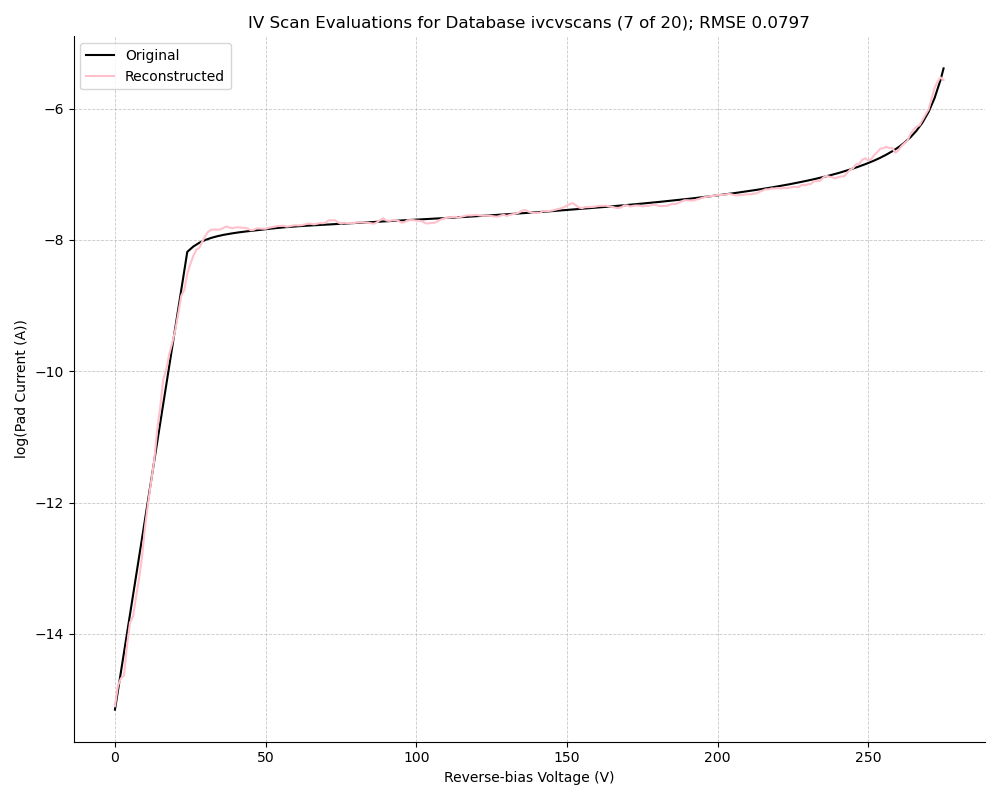 IV Scan Evaluations for Database ivcvscans (7 of 20); RMSE 0.0797
Original
Reconstructed
−6
−8
−10
−12
−14
log(Pad Current (A))
0
50
100
150
200
250
Reverse-bias Voltage (V)